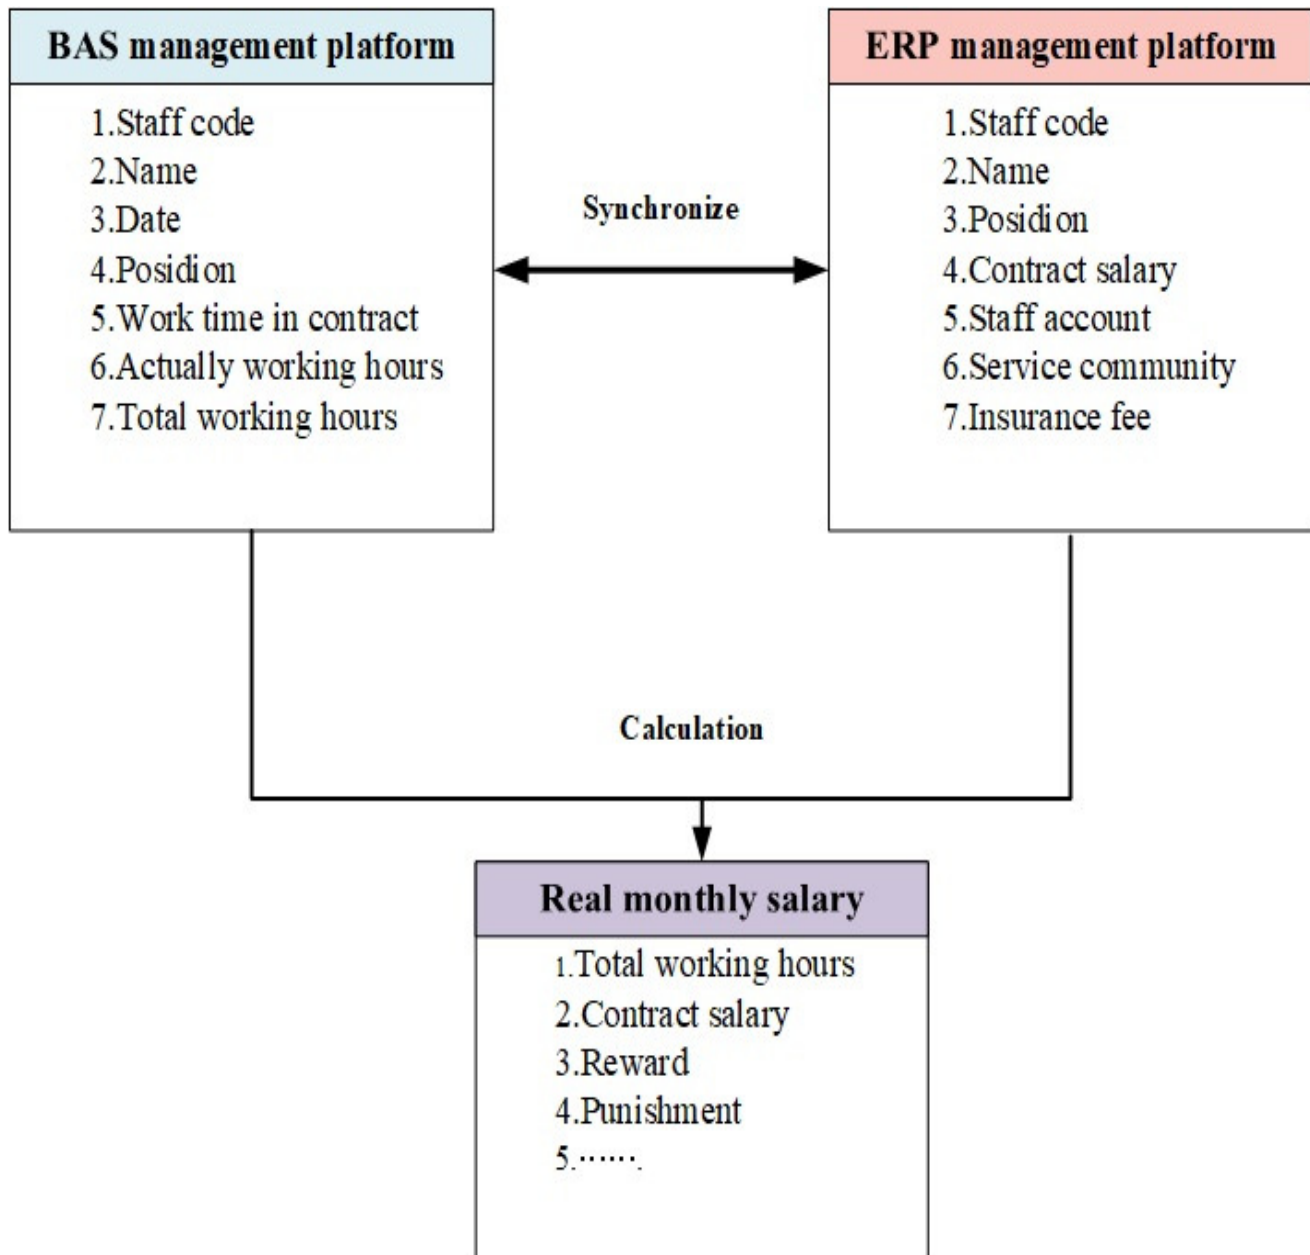 BAS management platform
1.Staff code
2.Name
3.Date
4.Posidion
5.Work time in contract
6.Actually working hours
7.Total working hours
Synchronize
ERP management platform
1.Staff code
2.Name
3.Posidion
4.Contract salary
5.Staff account
6.Service community
7.Insurance fee
Calculation
Real monthly salary
1.Total working hours
2.Contract salary
3.Reward
4.Punishment
5.⋯⋯.